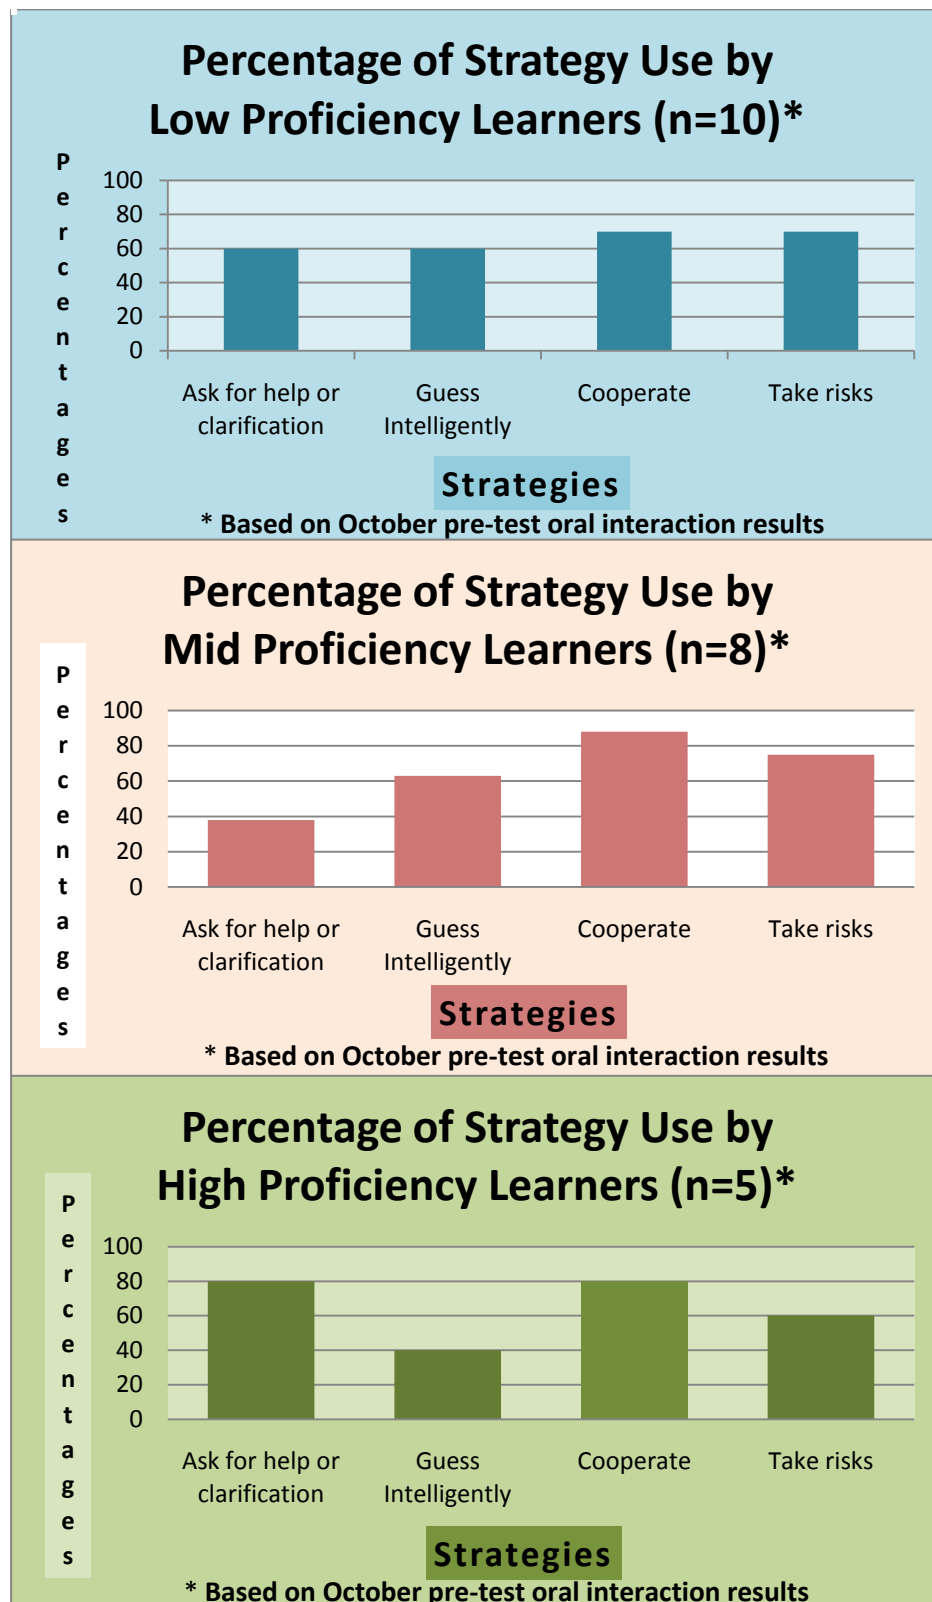 Percentage of Strategy Use by
Low Proficiency Learners (n=10)*
Percentages
100
80
60
40
20
0
Ask for help or
clarification
Guess
Intelligently
Cooperate
Take risks
Strategies
* Based on October pre-test oral interaction results
Percentage of Strategy Use by
Mid Proficiency Learners (n=8)*
Percentages
100
80
60
40
20
0
Ask for help or
clarification
Guess
Intelligently
Cooperate
Take risks
Strategies
* Based on October pre-test oral interaction results
Percentage of Strategy Use by
High Proficiency Learners (n=5)*
Percentages
100
80
60
40
20
0
Ask for help or
clarification
Guess
Intelligently
Cooperate
Take risks
Strategies
* Based on October pre-test oral interaction results